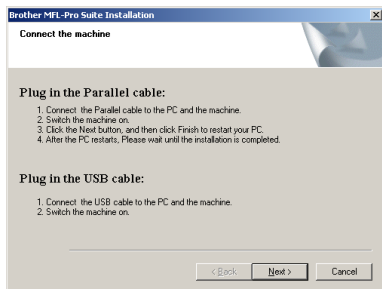 Brother MFL-Pro Suite Installation
Connect the machine
Plug in the Parallel cable:
1. Connect the Parallel cable to the PC and the machine.
2. Switch the machine on.
3. Click the Next button, and then click Finish to restart your PC.
4. After the PC restarts, Please wait until the installation is completed.
Plug in the USB cable:
1. Connect the USB cable to the PC and the machine.
2. Switch the machine on.
< Back Next > Cancel